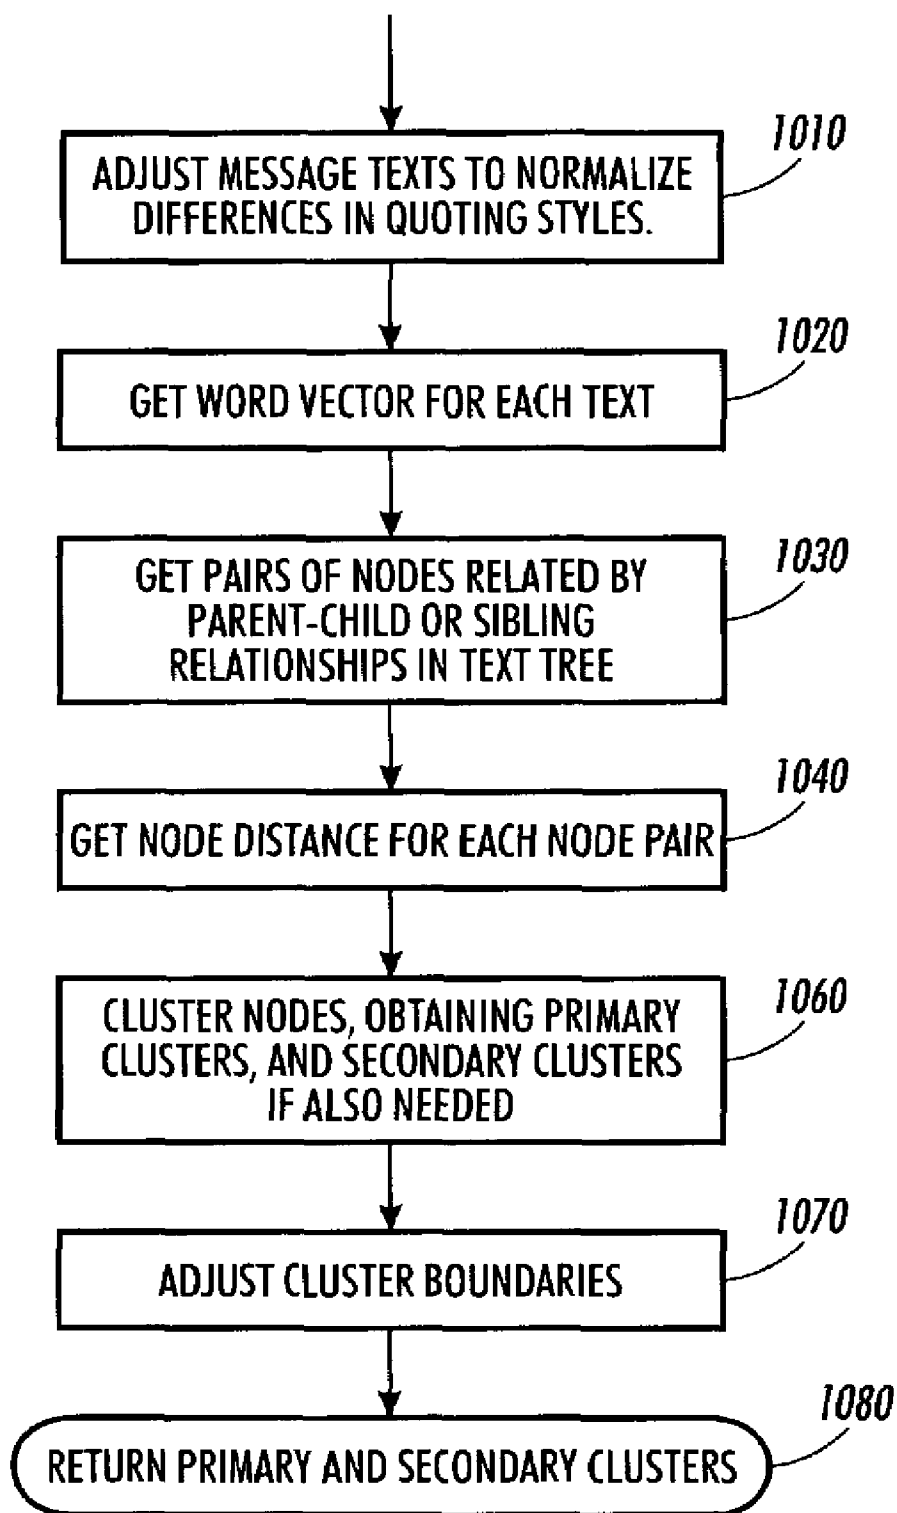 1010
ADJUST MESSAGE TEXTS TO NORMALIZE
DIFFERENCES IN QUOTING STYLES.
1020
GET WORD VECTOR FOR EACH TEXT
1030
GET PAIRS OF NODES RELATED BY
PARENT-CHILD OR SIBLING
RELATIONSHIPS IN TEXT TREE
1040
GET NODE DISTANCE FOR EACH NODE PAIR
1060
CLUSTER NODES, OBTAINING PRIMARY
CLUSTERS, AND SECONDARY CLUSTERS
IF ALSO NEEDED
1070
ADJUST CLUSTER BOUNDARIES
1080
RETURN PRIMARY AND SECONDARY CLUSTERS